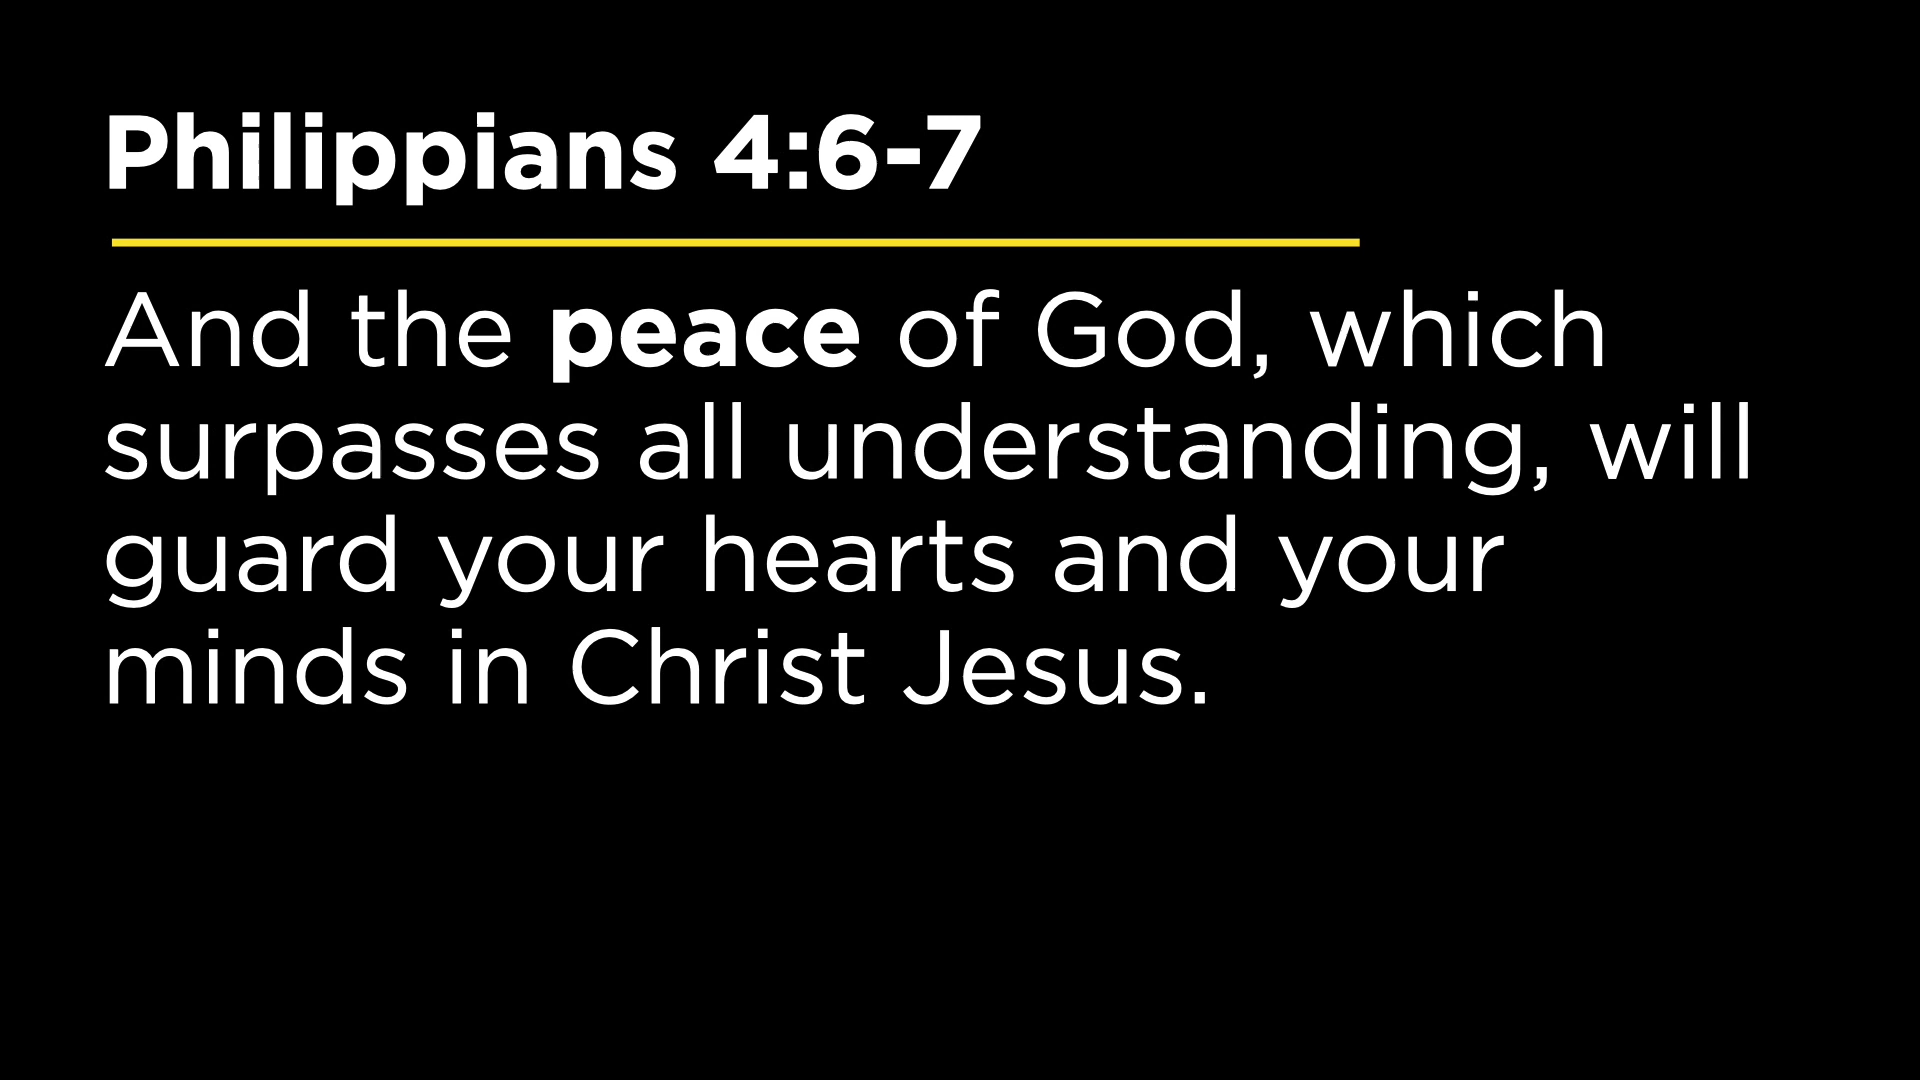 Philippians 4:6-7
And the peace of God, which
surpasses all understanding, will
guard your hearts and your
minds in Christ Jesus.